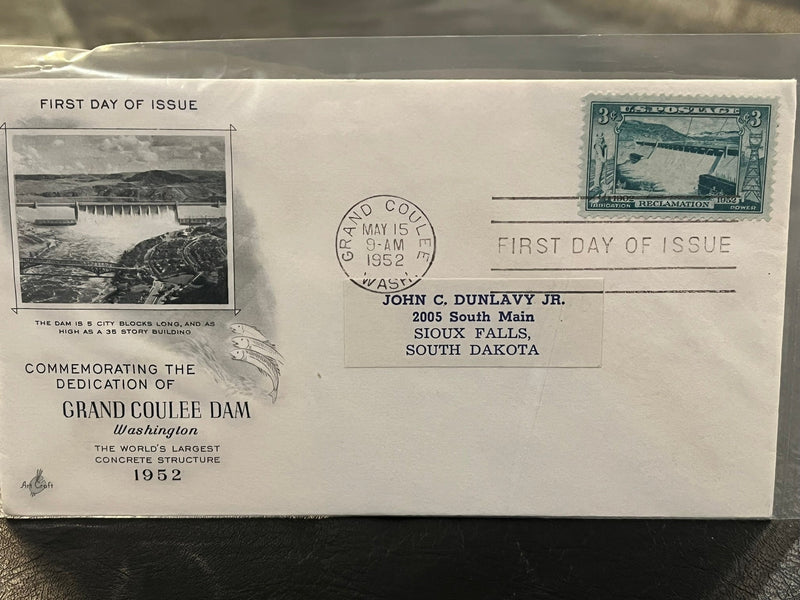 FIRST DAY OF ISSUE
THE DAM IS 5 CITY BLOCKS LONG, AND AS
HIGH AS A 35 STORY BUILDING
COMMEMORATING THE
DEDICATION OF
GRAND COULEE DAM
Washington
THE WORLD'S LARGEST
CONCRETE STRUCTURE
1952
Art Craft
GRAND COULEE
MAY 15
9-AM
1952
WASH.
U.S. POSTAGE
3¢ ¢3
1902 1952
IRRIGATION RECLAMATION POWER
FIRST DAY OF ISSUE
JOHN C. DUNLAVY JR.
2005 South Main
SIOUX FALLS,
SOUTH DAKOTA